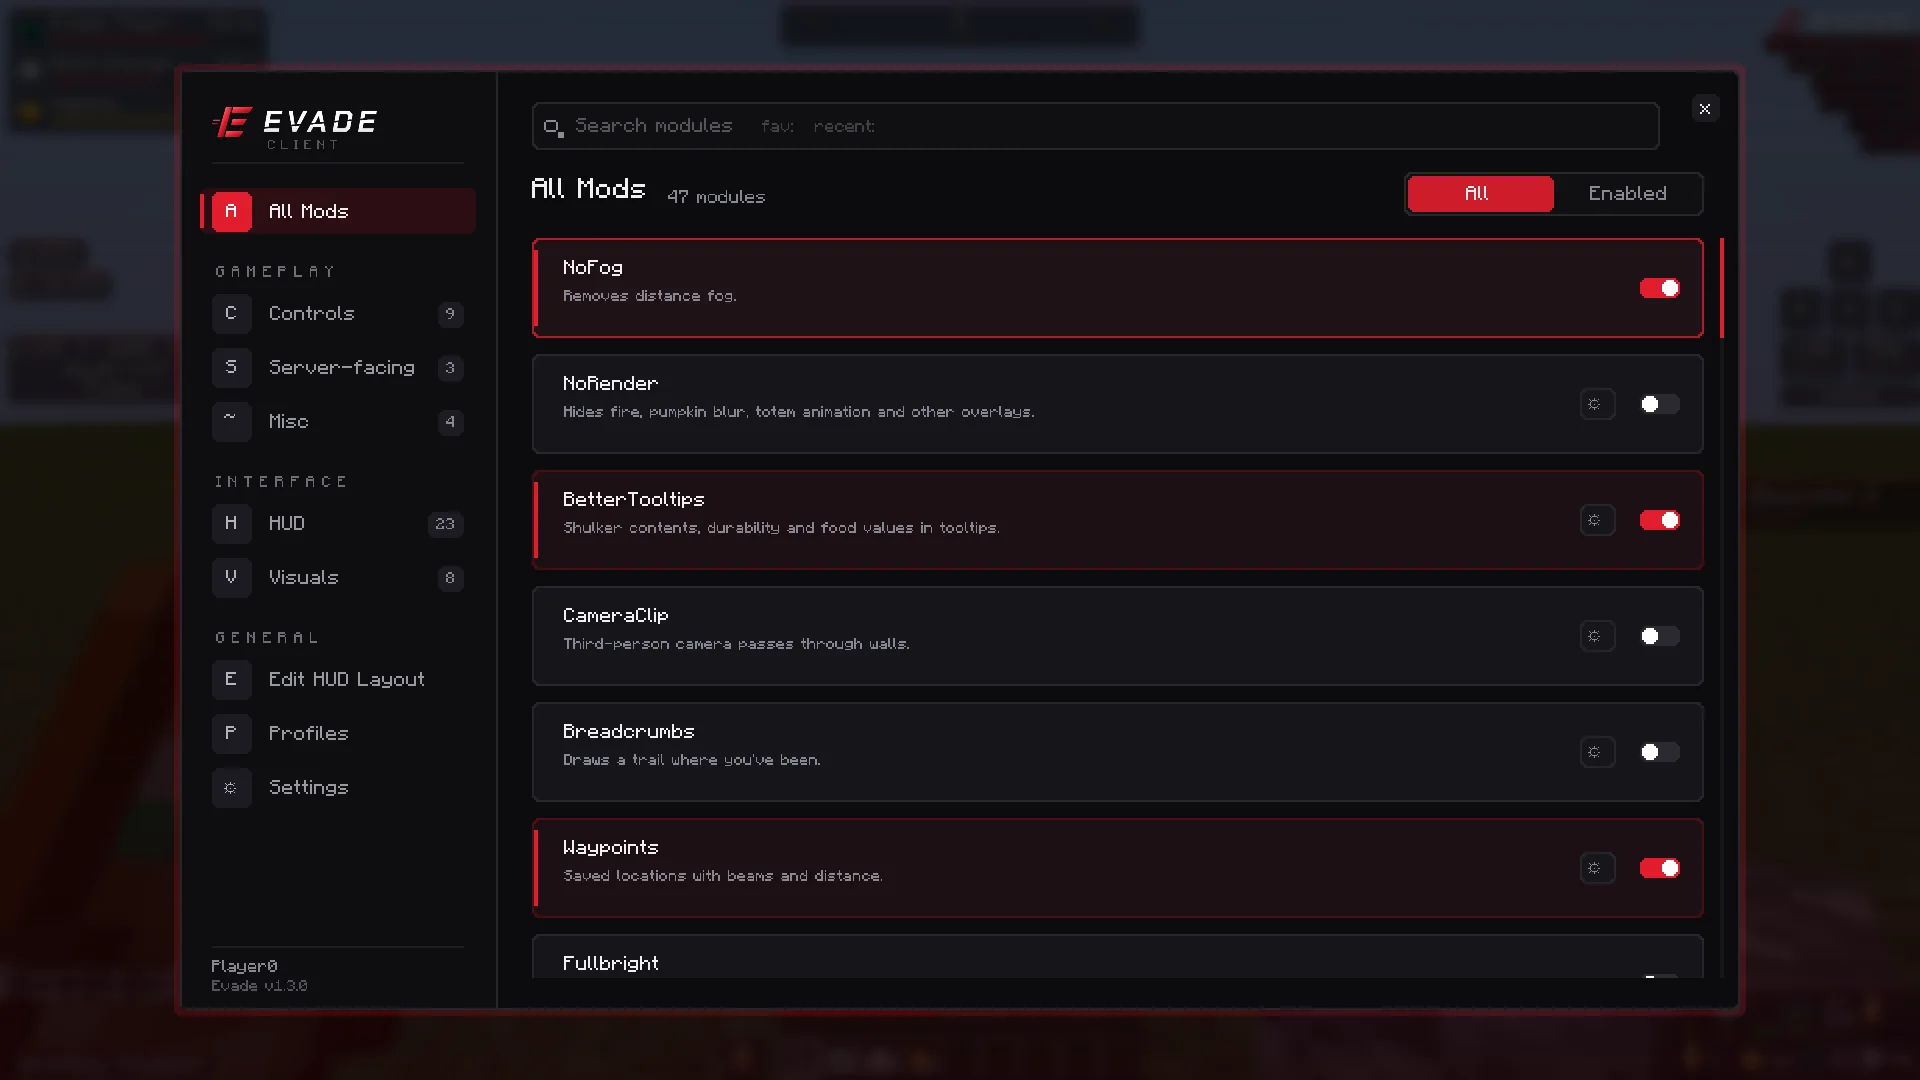 EVADE
CLIENT
A All Mods
GAMEPLAY
C Controls 9
S Server-facing 3
~ Misc 4
INTERFACE
H HUD 23
V Visuals 8
GENERAL
E Edit HUD Layout
P Profiles
Settings
Player0
Evade v1.3.0
Search modules fav: recent:
All Mods 47 modules
All Enabled
NoFog
Removes distance fog.
NoRender
Hides fire, pumpkin blur, totem animation and other overlays.
BetterTooltips
Shulker contents, durability and food values in tooltips.
CameraClip
Third-person camera passes through walls.
Breadcrumbs
Draws a trail where you've been.
Waypoints
Saved locations with beams and distance.
Fullbright